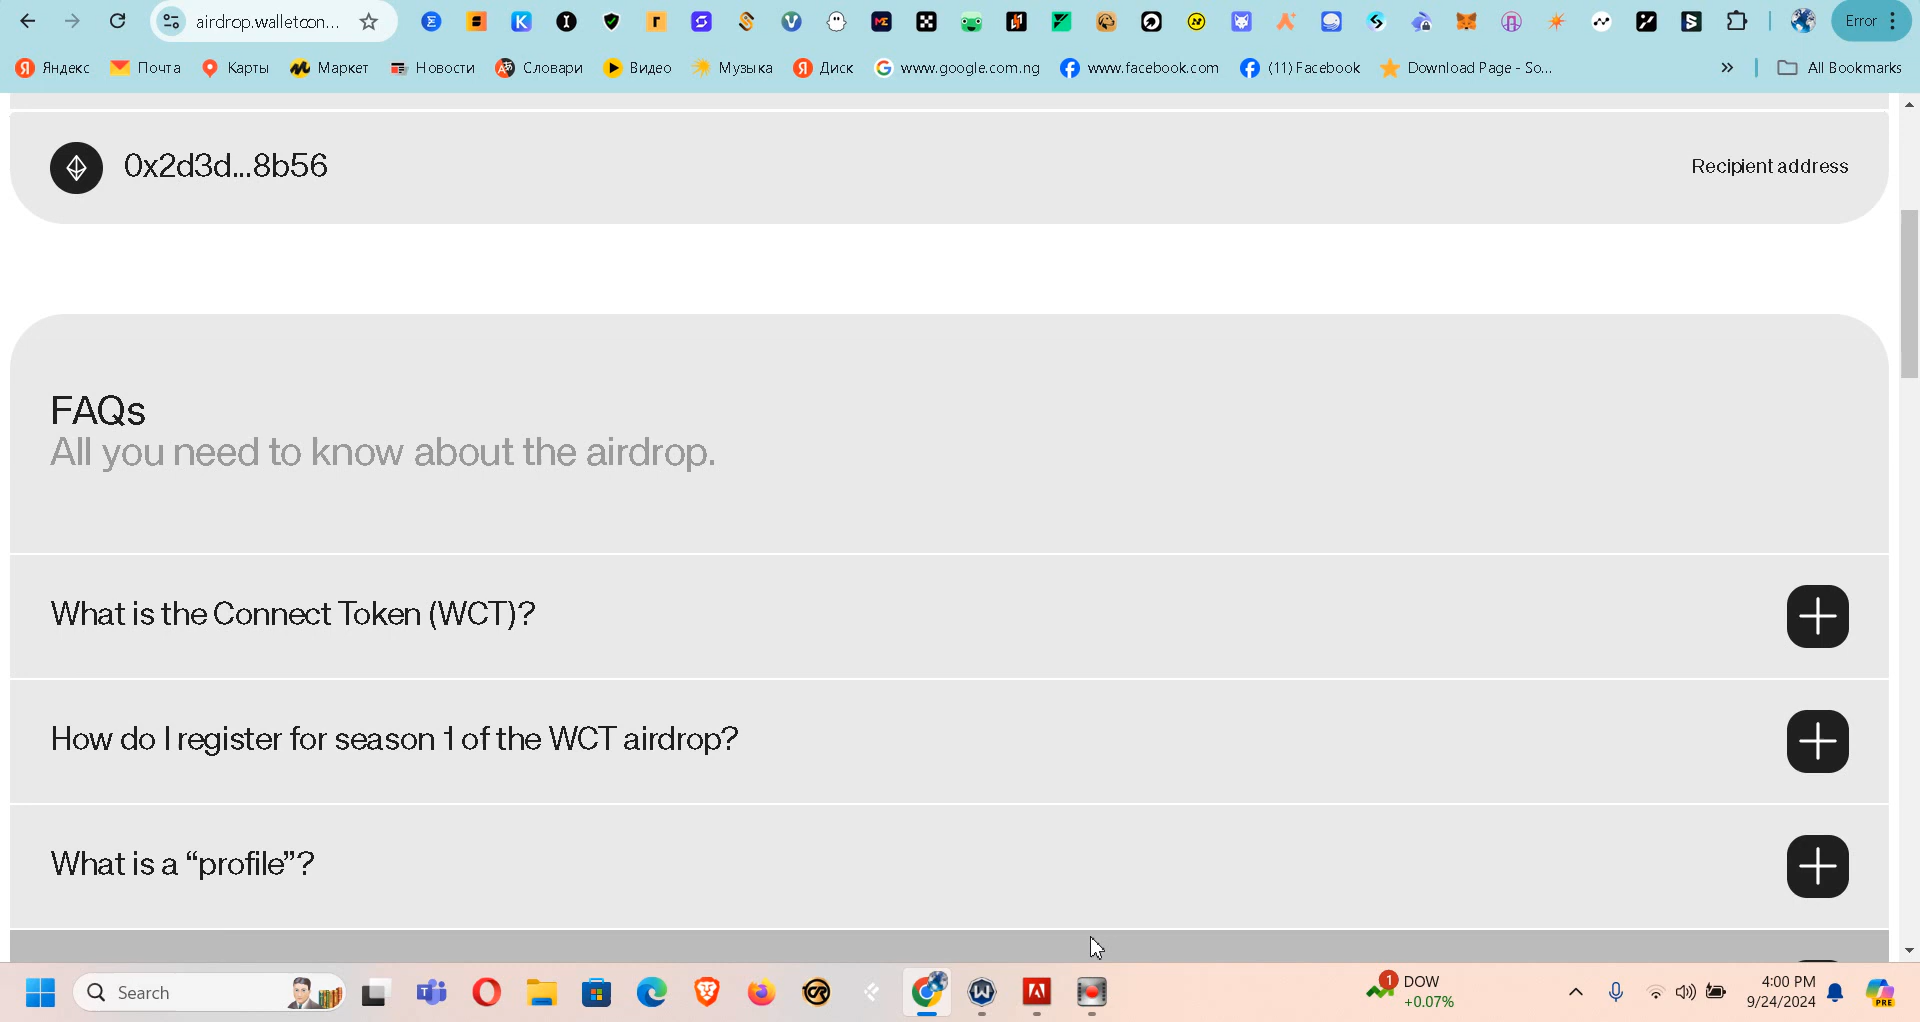 airdrop.walletcon...
Error
Яндекс
Почта
Карты
Маркет
Новости
Словари
Видео
Музыка
Диск
www.google.com.ng
www.facebook.com
(11) Facebook
Download Page - So...
All Bookmarks
0x2d3d...8b56
Recipient address
FAQs
All you need to know about the airdrop.
What is the Connect Token (WCT)?
How do I register for season 1 of the WCT airdrop?
What is a “profile”?
Search
1
DOW
+0.07%
4:00 PM
9/24/2024
PRE